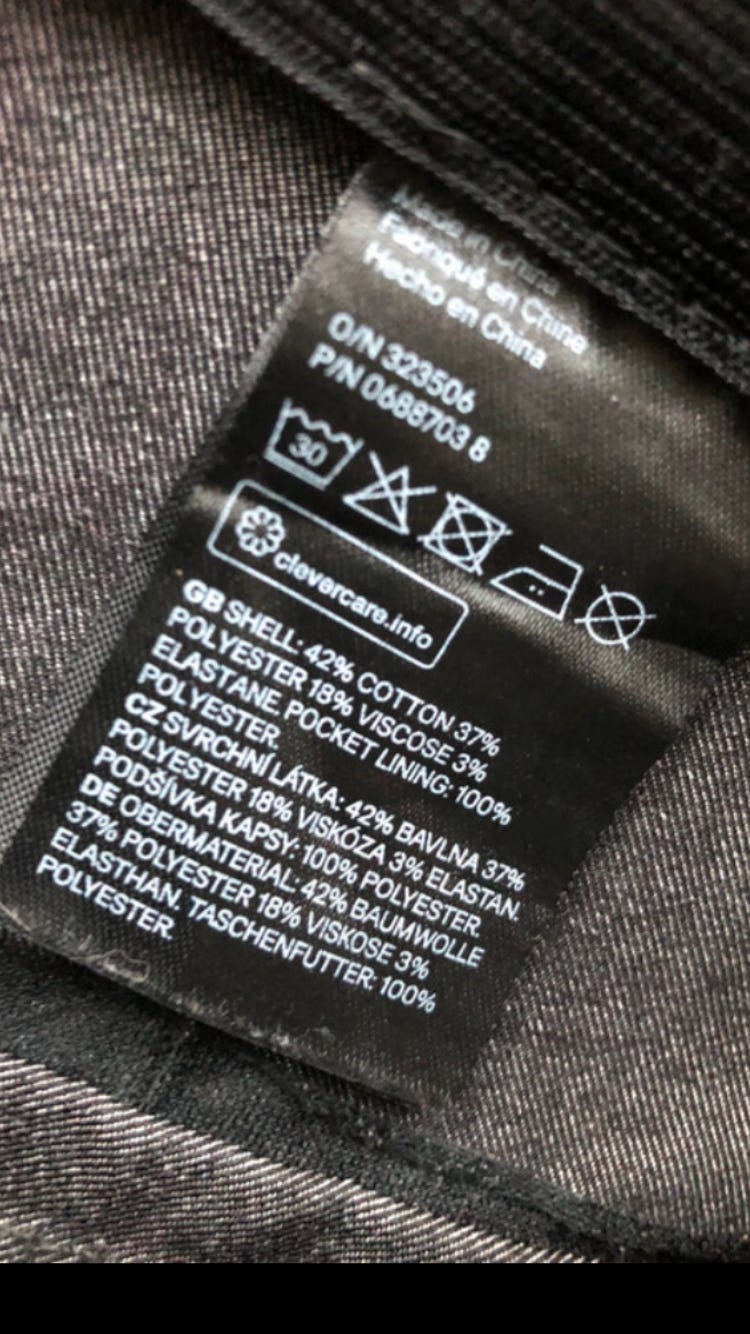 Made in China
Fabriqué en Chine
Hecho en China
O/N 323506
P/N 0688703 8
30
clevercare.info
GB SHELL: 42% COTTON 37%
POLYESTER 18% VISCOSE 3%
ELASTANE. POCKET LINING: 100%
POLYESTER.
CZ SVRCHNÍ LÁTKA: 42% BAVLNA 37%
POLYESTER 18% VISKÓZA 3% ELASTAN.
PODŠÍVKA KAPSY: 100% POLYESTER.
DE OBERMATERIAL: 42% BAUMWOLLE
37% POLYESTER 18% VISKOSE 3%
ELASTHAN. TASCHENFUTTER: 100%
POLYESTER.